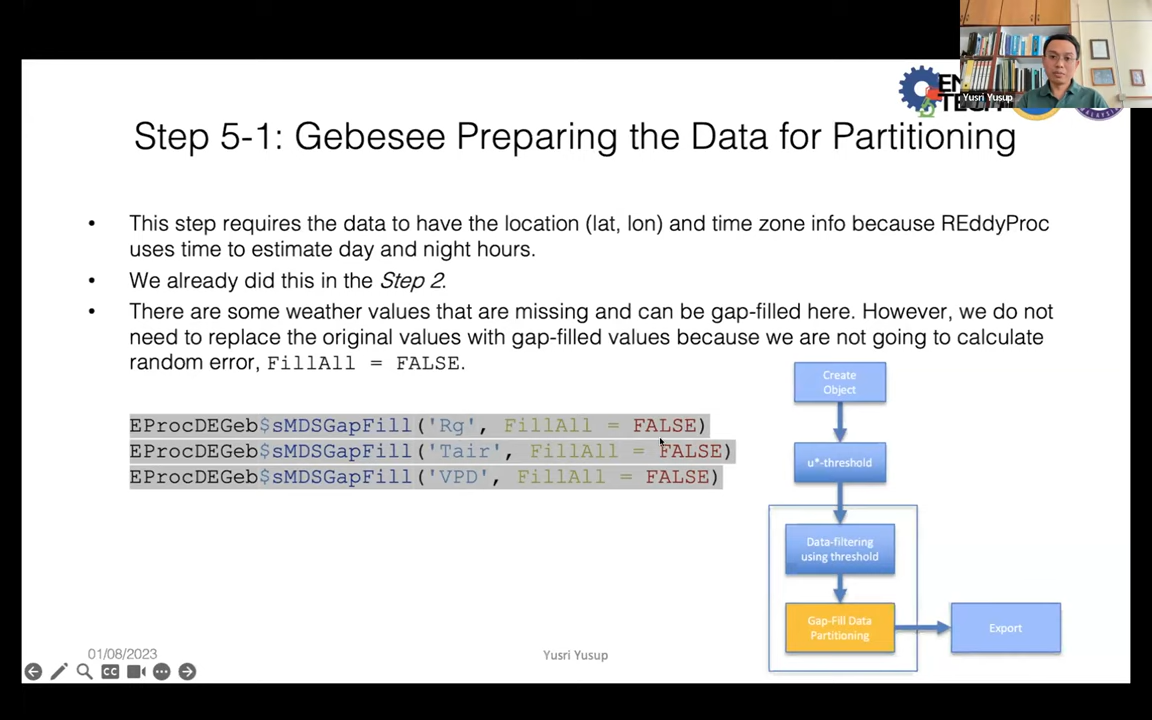 Yusri Yusup
Step 5-1: Gebesee Preparing the Data for Partitioning
• This step requires the data to have the location (lat, lon) and time zone info because REddyProc
uses time to estimate day and night hours.
• We already did this in the Step 2.
• There are some weather values that are missing and can be gap-filled here. However, we do not
need to replace the original values with gap-filled values because we are not going to calculate
random error, FillAll = FALSE.
EProcDEGeb$sMDSGapFill('Rg', FillAll = FALSE)
EProcDEGeb$sMDSGapFill('Tair', FillAll = FALSE)
EProcDEGeb$sMDSGapFill('VPD', FillAll = FALSE)
Create
Object
u*-threshold
Data-filtering
using threshold
Gap-Fill Data
Partitioning
Export
01/08/2023
Yusri Yusup
CC